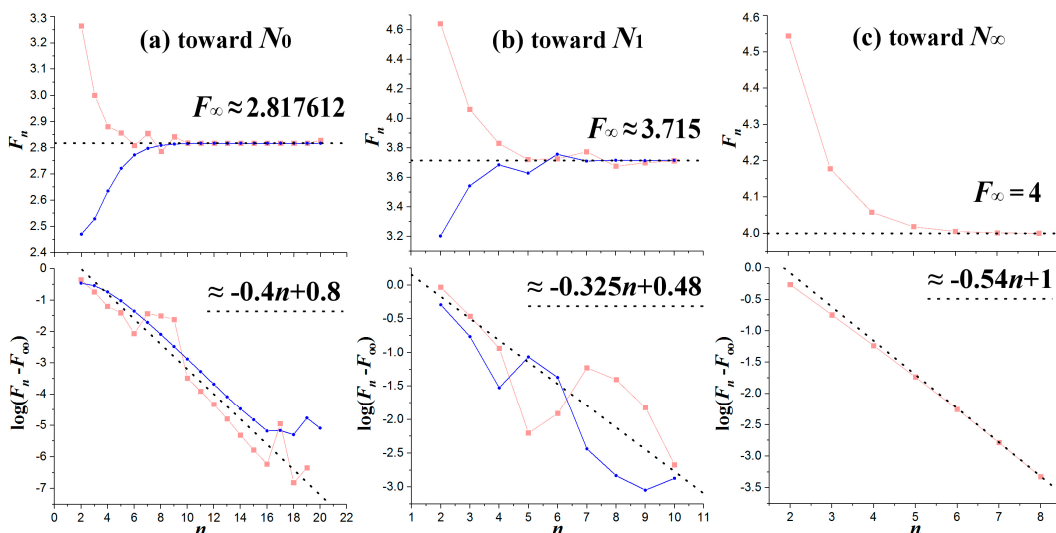 (a) toward N0
F∞ ≈ 2.817612
Fn
3.3
3.2
3.1
3.0
2.9
2.8
2.7
2.6
2.5
2.4
(b) toward N1
F∞ ≈ 3.715
Fn
4.6
4.4
4.2
4.0
3.8
3.6
3.4
3.2
(c) toward N∞
F∞ = 4
Fn
4.6
4.5
4.4
4.3
4.2
4.1
4.0
≈ -0.4n+0.8
log(Fn -F∞)
0
-1
-2
-3
-4
-5
-6
-7
0 2 4 6 8 10 12 14 16 18 20 22
n
≈ -0.325n+0.48
log(Fn -F∞)
0.0
-0.5
-1.0
-1.5
-2.0
-2.5
-3.0
1 2 3 4 5 6 7 8 9 10 11
n
≈ -0.54n+1
log(Fn -F∞)
0.0
-0.5
-1.0
-1.5
-2.0
-2.5
-3.0
-3.5
2 3 4 5 6 7 8
n